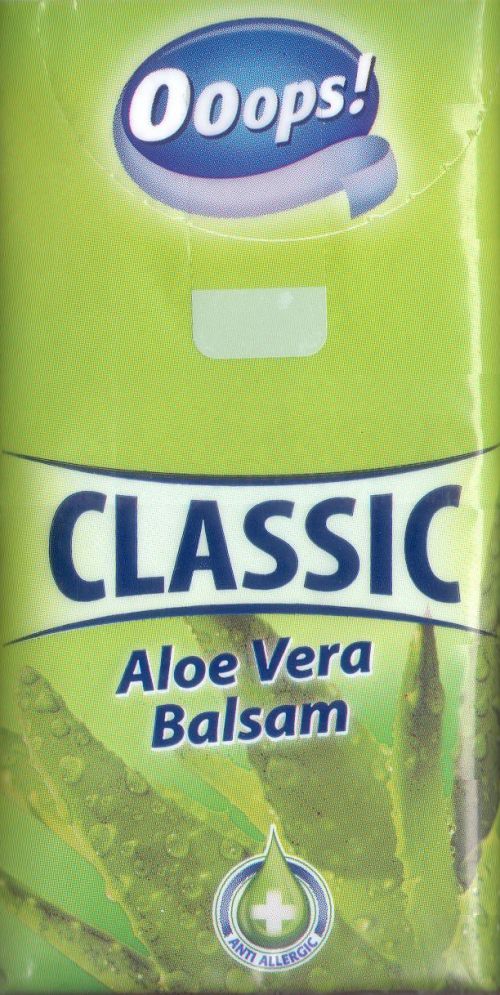 Ooops!
CLASSIC
Aloe Vera
Balsam
ANTI ALLERGIC